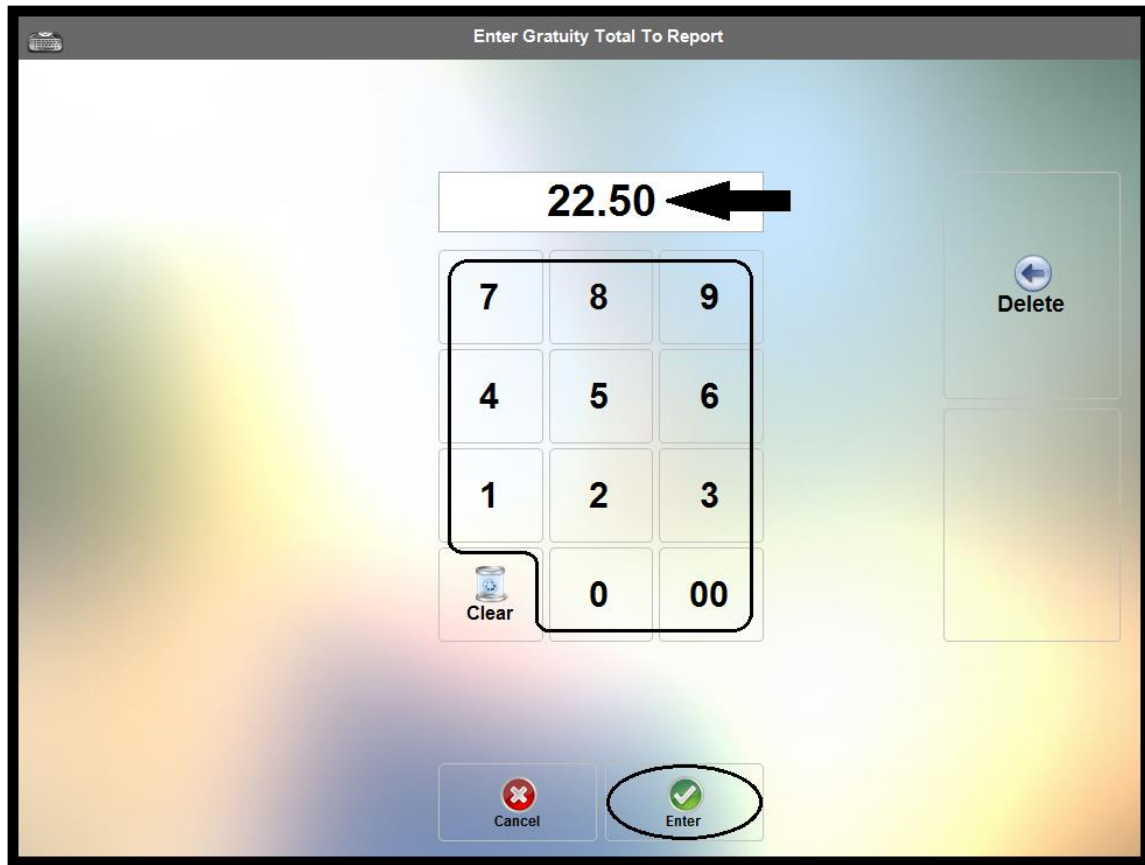 Enter Gratuity Total To Report
22.50
7 8 9
Delete
4 5 6
1 2 3
Clear 0 00
Cancel Enter